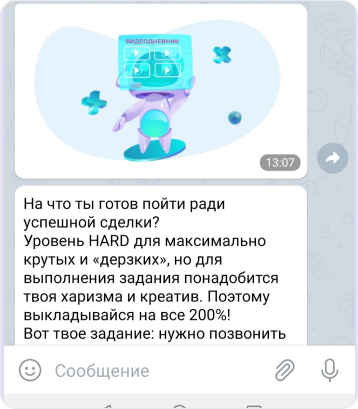 ВИДЕОДНЕВНИК
13:07
На что ты готов пойти ради
успешной сделки?
Уровень HARD для максимально
крутых и «дерзких», но для
выполнения задания понадобится
твоя харизма и креатив. Поэтому
выкладывайся на все 200%!
Вот твое задание: нужно позвонить
Сообщение